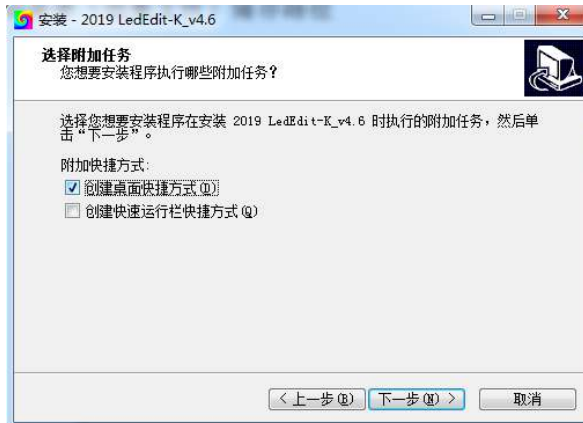 安装 - 2019 LedEdit-K_v4.6
选择附加任务
您想要安装程序执行哪些附加任务?
选择您想要安装程序在安装 2019 LedEdit-K_v4.6 时执行的附加任务，然后单
击“下一步”。
附加快捷方式:
创建桌面快捷方式(D)
创建快速运行栏快捷方式(Q)
< 上一步(B) 下一步(N) > 取消